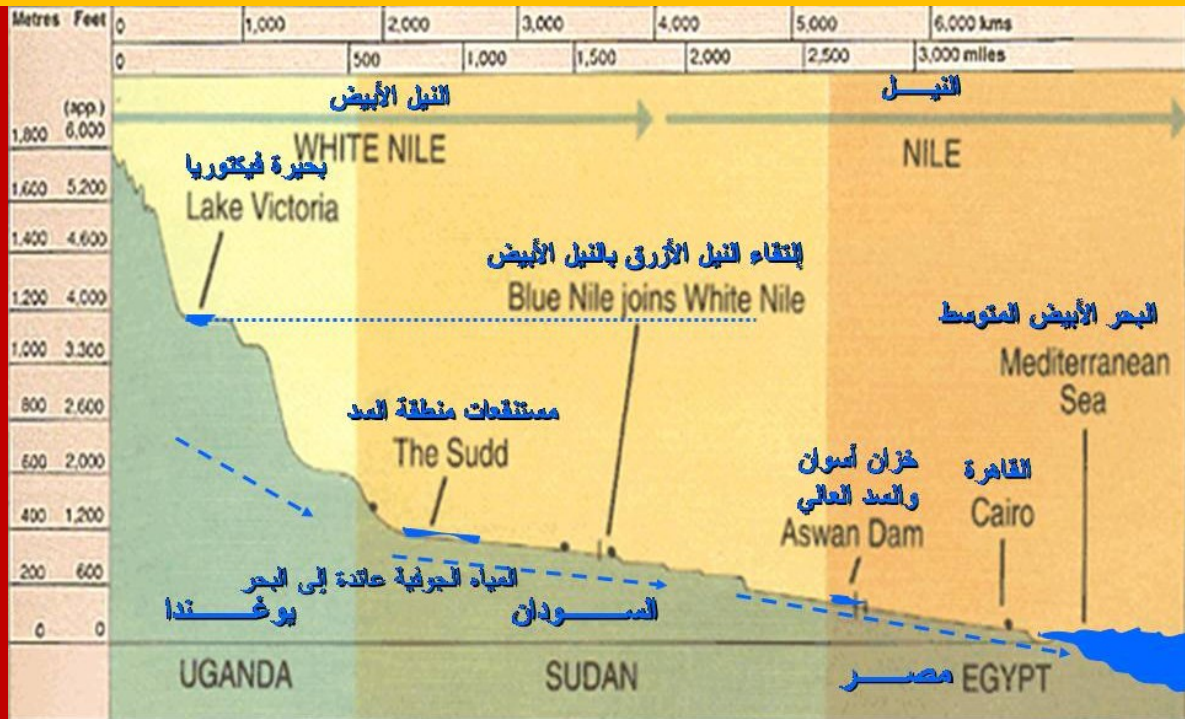 Metres Feet 0 1,000 2,000 3,000 4,000 5,000 6,000 kms
0 500 1,000 1,500 2,000 2,500 3,000 miles
(app.)
1,800 6,000
1,600 5,200
1,400 4,600
1,200 4,000
1,000 3,300
800 2,600
600 2,000
400 1,200
200 600
0 0
النيل الأبيض
WHITE NILE
النيـــل
NILE
بحيرة فيكتوريا
Lake Victoria
إلتقاء النيل الأزرق بالنيل الأبيض
Blue Nile joins White Nile
البحر الأبيض المتوسط
Mediterranean
Sea
مستنقعات منطقة السد
The Sudd
خزان أسوان
والسد العالي
Aswan Dam
القاهرة
Cairo
المياه الجوفية عائدة إلى البحر
يوغـــــندا
الســـــودان
مصـــــر
UGANDA
SUDAN
EGYPT